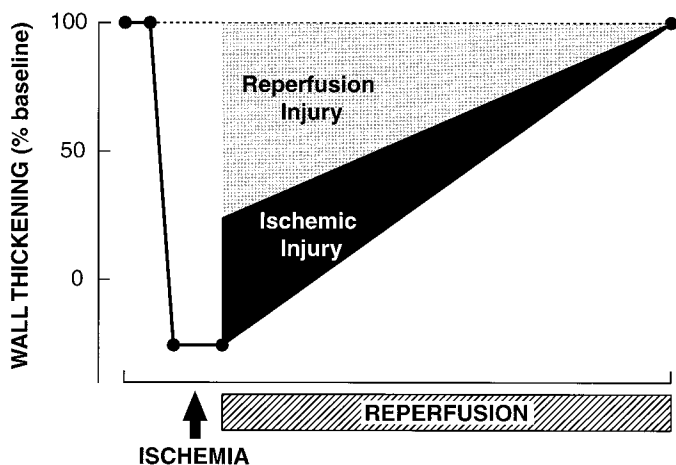 WALL THICKENING (% baseline)
100
50
0
Reperfusion
Injury
Ischemic
Injury
REPERFUSION
ISCHEMIA